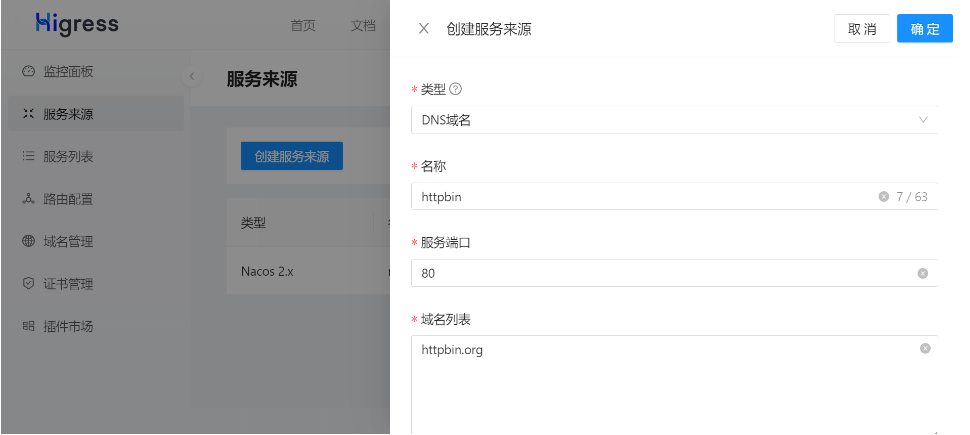 Higress
首页
文档
监控面板
服务来源
服务列表
路由配置
域名管理
证书管理
插件市场
服务来源
创建服务来源
类型
Nacos 2.x
创建服务来源
取 消
确 定
* 类型
DNS域名
* 名称
httpbin
7 / 63
* 服务端口
80
* 域名列表
httpbin.org